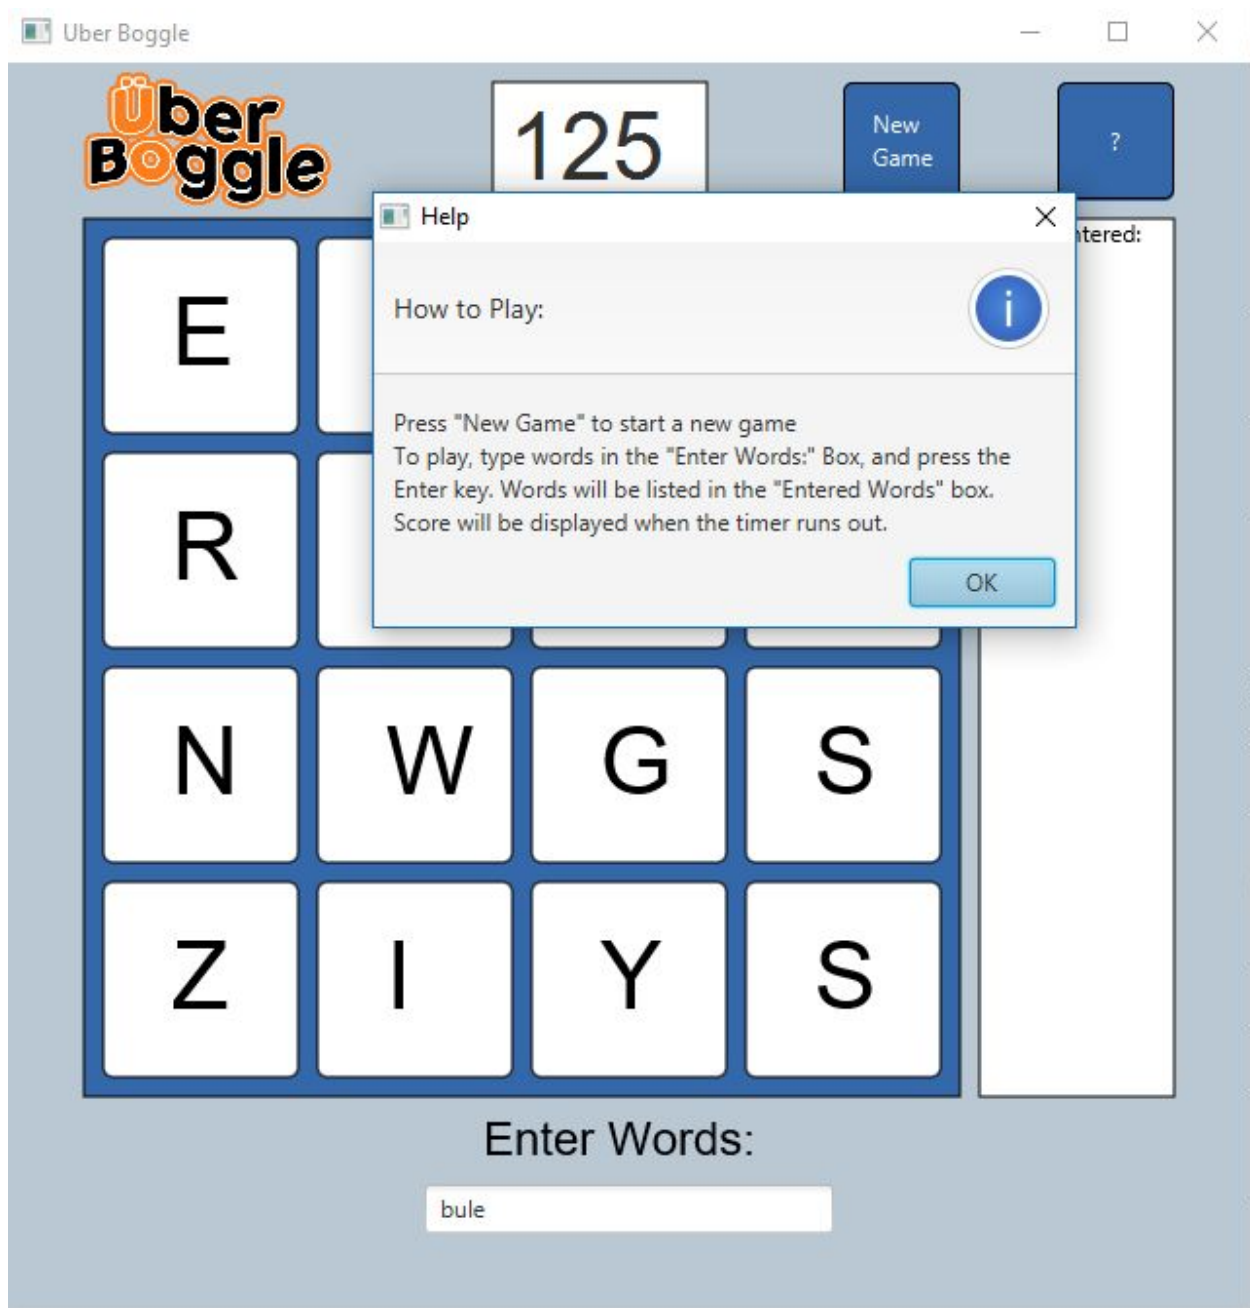 Uber Boggle
Über
Boggle
125
New
Game
?
Help
How to Play:
Press "New Game" to start a new game
To play, type words in the "Enter Words:" Box, and press the
Enter key. Words will be listed in the "Entered Words" box.
Score will be displayed when the timer runs out.
OK
ntered:
E
R
N W G S
Z I Y S
Enter Words:
bule